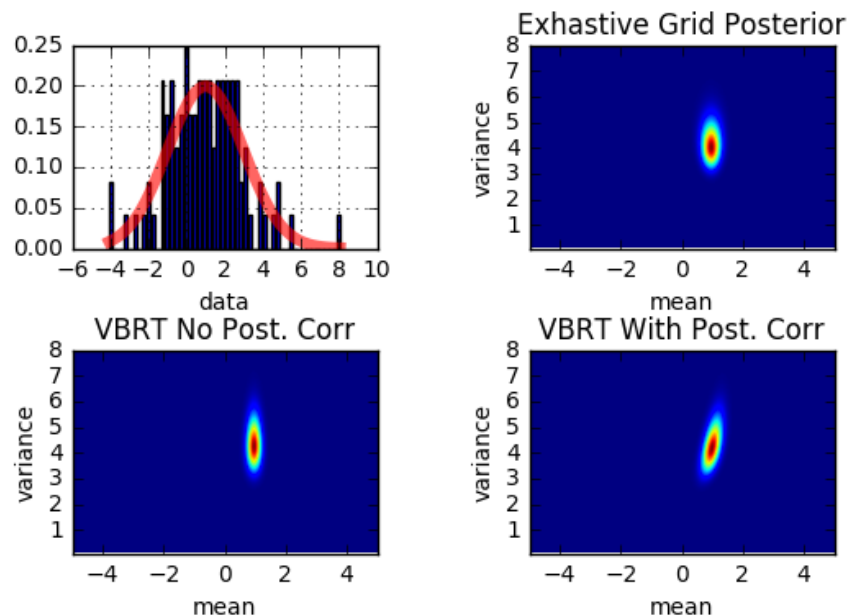 0.25
0.20
0.15
0.10
0.05
0.00
−6 −4 −2 0 2 4 6 8 10
data
Exhastive Grid Posterior
8
7
6
5
4
3
2
1
variance
−4 −2 0 2 4
mean
VBRT No Post. Corr
8
7
6
5
4
3
2
1
variance
−4 −2 0 2 4
mean
VBRT With Post. Corr
8
7
6
5
4
3
2
1
variance
−4 −2 0 2 4
mean